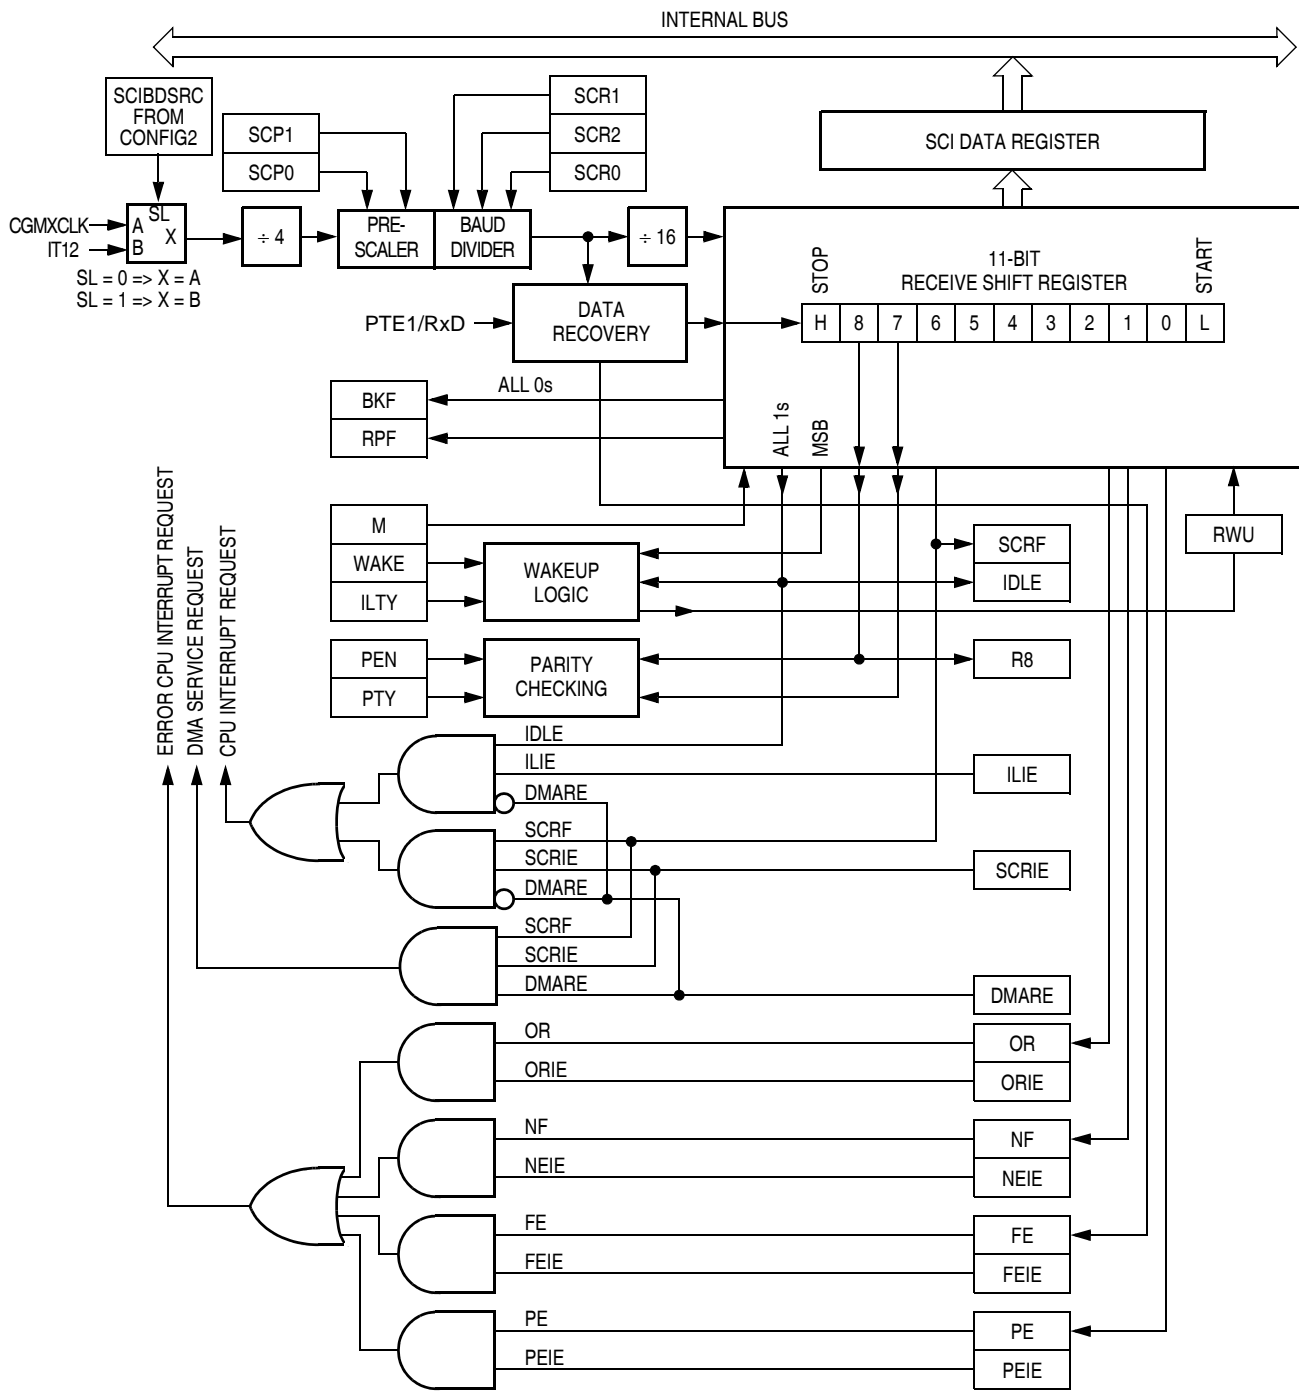 INTERNAL BUS
SCIBDSRC
FROM
CONFIG2
SCP1
SCP0
SCR1
SCR2
SCR0
SCI DATA REGISTER
CGMXCLK
IT12
SL
A
X
B
SL = 0 => X = A
SL = 1 => X = B
÷ 4
PRE-
SCALER
BAUD
DIVIDER
÷ 16
STOP
11-BIT
RECEIVE SHIFT REGISTER
START
H 8 7 6 5 4 3 2 1 0 L
PTE1/RxD
DATA
RECOVERY
ALL 0s
BKF
RPF
ALL 1s
MSB
ERROR CPU INTERRUPT REQUEST
DMA SERVICE REQUEST
CPU INTERRUPT REQUEST
M
WAKE
ILTY
WAKEUP
LOGIC
SCRF
IDLE
RWU
PEN
PTY
PARITY
CHECKING
R8
IDLE
ILIE
ILIE
DMARE
SCRF
SCRIE
SCRIE
DMARE
SCRF
SCRIE
DMARE
DMARE
OR
OR
ORIE
ORIE
NF
NF
NEIE
NEIE
FE
FE
FEIE
FEIE
PE
PE
PEIE
PEIE